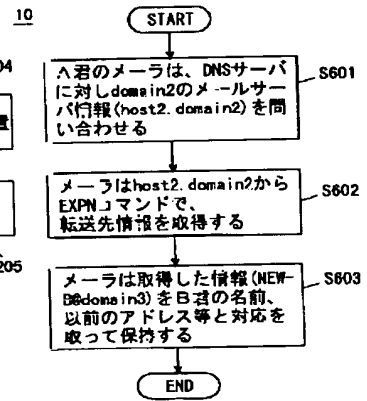 10
START
04
A君のメーラは、DNSサーバ
に対しdomain2のメールサー
バ情報(host2.domain2)を問
い合わせる
S601
置
メーラはhost2.domain2から
EXPNコマンドで、
転送先情報を取得する
S602
205
メーラは取得した情報(NEW-
B@domain3)をB君の名前、
以前のアドレス等と対応を
取って保持する
S603
END